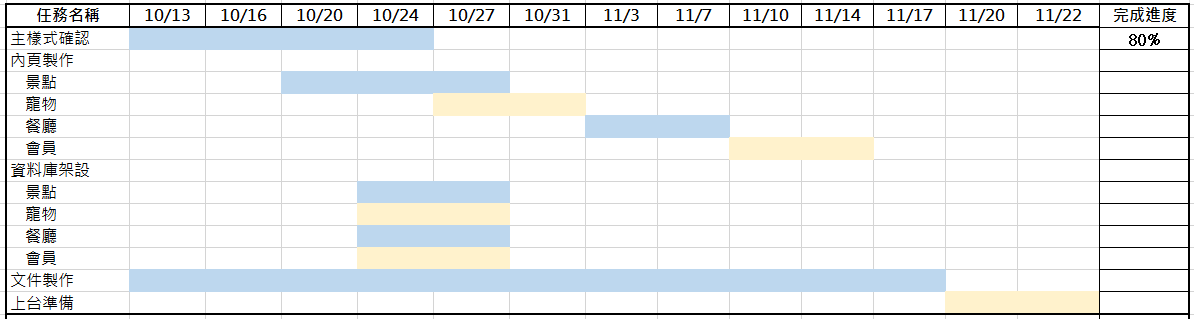 任務名稱 10/13 10/16 10/20 10/24 10/27 10/31 11/3 11/7 11/10 11/14 11/17 11/20 11/22 完成進度
主樣式確認 80%
內頁製作
景點
寵物
餐廳
會員
資料庫架設
景點
寵物
餐廳
會員
文件製作
上台準備